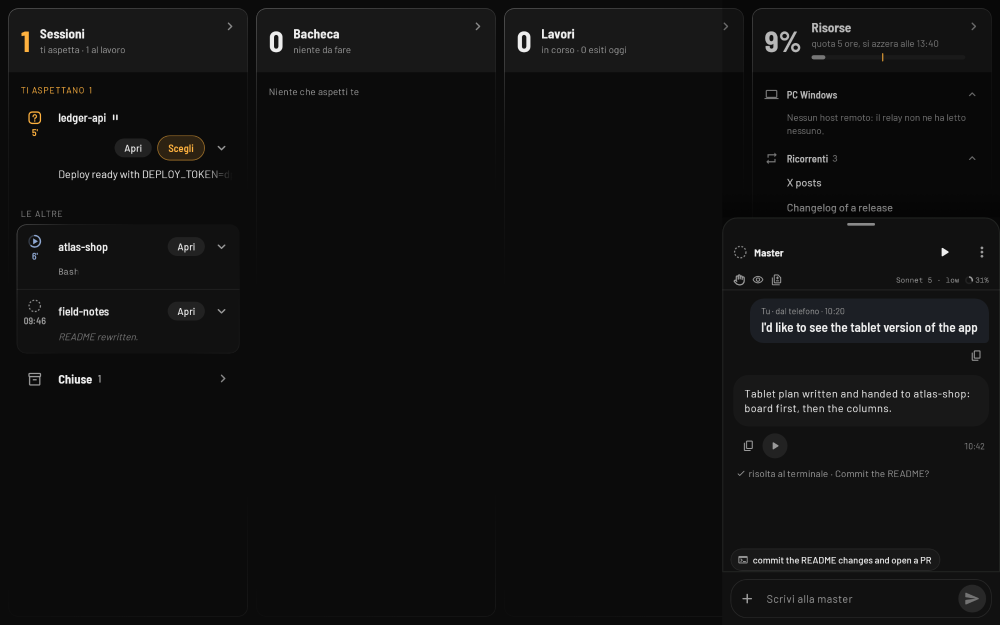 1 Sessioni
ti aspetta · 1 al lavoro
0 Bacheca
niente da fare
0 Lavori
in corso · 0 esiti oggi
9% Risorse
quota 5 ore, si azzera alle 13:40
TI ASPETTANO 1
5'
ledger-api
Apri
Scegli
Deploy ready with DEPLOY_TOKEN=
LE ALTRE
6'
atlas-shop
Apri
Bash
09:46
field-notes
Apri
README rewritten.
Chiuse 1
Niente che aspetti te
PC Windows
Nessun host remoto: il relay non ne ha letto
nessuno.
Ricorrenti 3
X posts
Changelog of a release
Master
Sonnet 5 · low 31%
Tu · dal telefono · 10:20
I'd like to see the tablet version of the app
Tablet plan written and handed to atlas-shop:
board first, then the columns.
10:42
✓ risolta al terminale · Commit the README?
commit the README changes and open a PR
Scrivi alla master